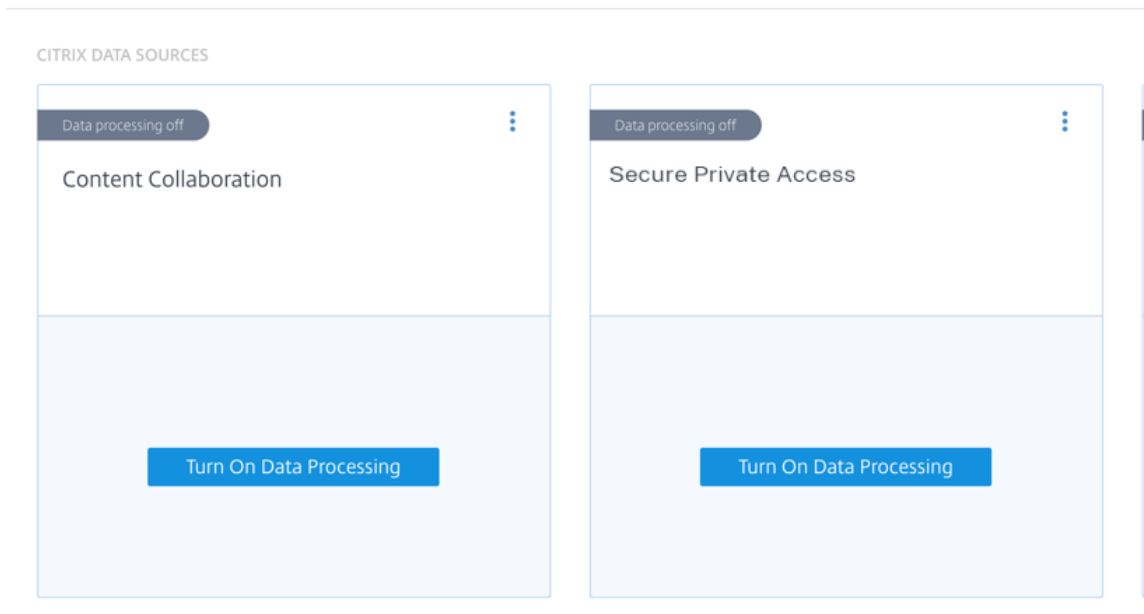 CITRIX DATA SOURCES
Data processing off
Content Collaboration
Turn On Data Processing
Data processing off
Secure Private Access
Turn On Data Processing